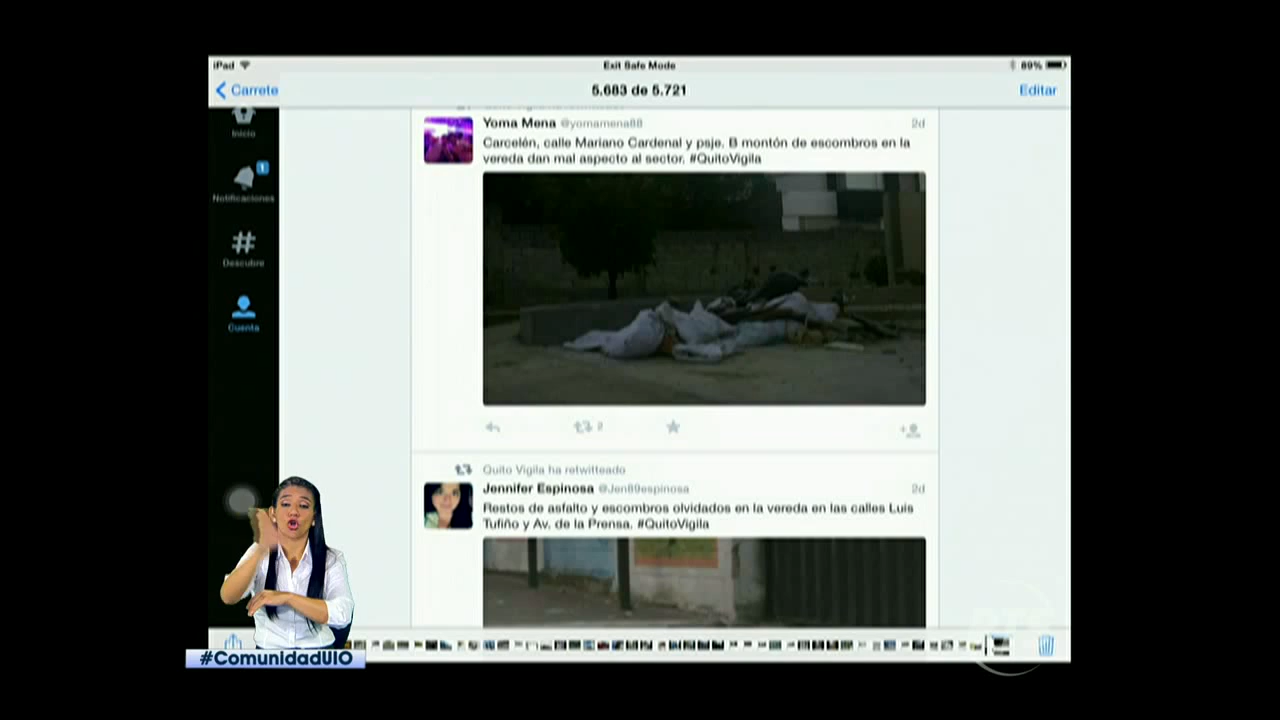 iPad
Exit Safe Mode
89%
Carrete
5.683 de 5.721
Editar
Inicio
1
Notificaciones
Descubre
Cuenta
Yoma Mena @yomamena88
2d
Carcelén, calle Mariano Cardenal y psje. B montón de escombros en la
vereda dan mal aspecto al sector. #QuitoVigila
2
Quito Vigila ha retwitteado
Jennifer Espinosa @Jen89espinosa
2d
Restos de asfalto y escombros olvidados en la vereda en las calles Luis
Tufiño y Av. de la Prensa. #QuitoVigila
#ComunidadUIO